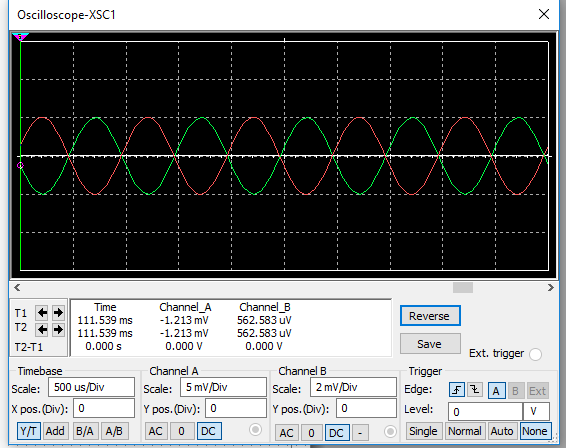 Oscilloscope-XSC1
Time Channel_A Channel_B
T1 111.539 ms -1.213 mV 562.583 uV
T2 111.539 ms -1.213 mV 562.583 uV
T2-T1 0.000 s 0.000 V 0.000 V
Reverse
Save
Ext. trigger
Timebase
Scale: 500 us/Div
X pos.(Div): 0
Y/T Add B/A A/B
Channel A
Scale: 5 mV/Div
Y pos.(Div): 0
AC 0 DC
Channel B
Scale: 2 mV/Div
Y pos.(Div): 0
AC 0 DC -
Trigger
Edge: A B Ext
Level: 0 V
Single Normal Auto None